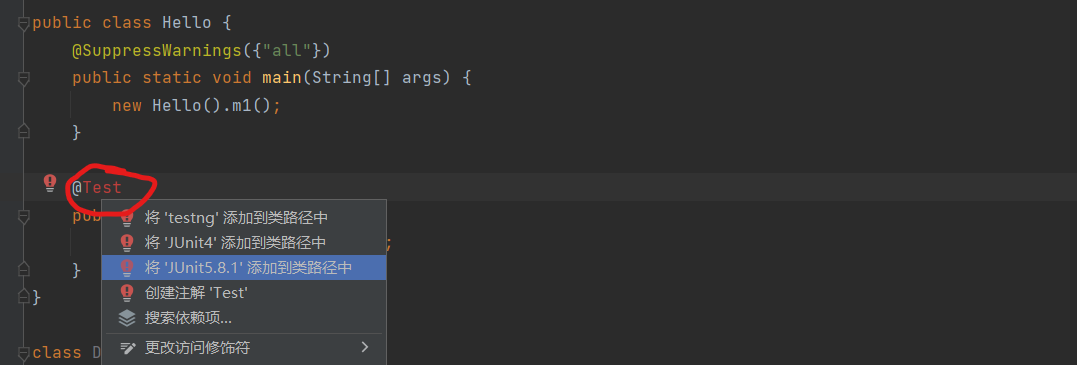 public class Hello {
@SuppressWarnings({"all"})
public static void main(String[] args) {
new Hello().m1();
}
@Test
pub
将 'testng' 添加到类路径中
将 'JUnit4' 添加到类路径中
;
将 'JUnit5.8.1' 添加到类路径中
}
创建注解 'Test'
}
搜索依赖项...
更改访问修饰符
class D